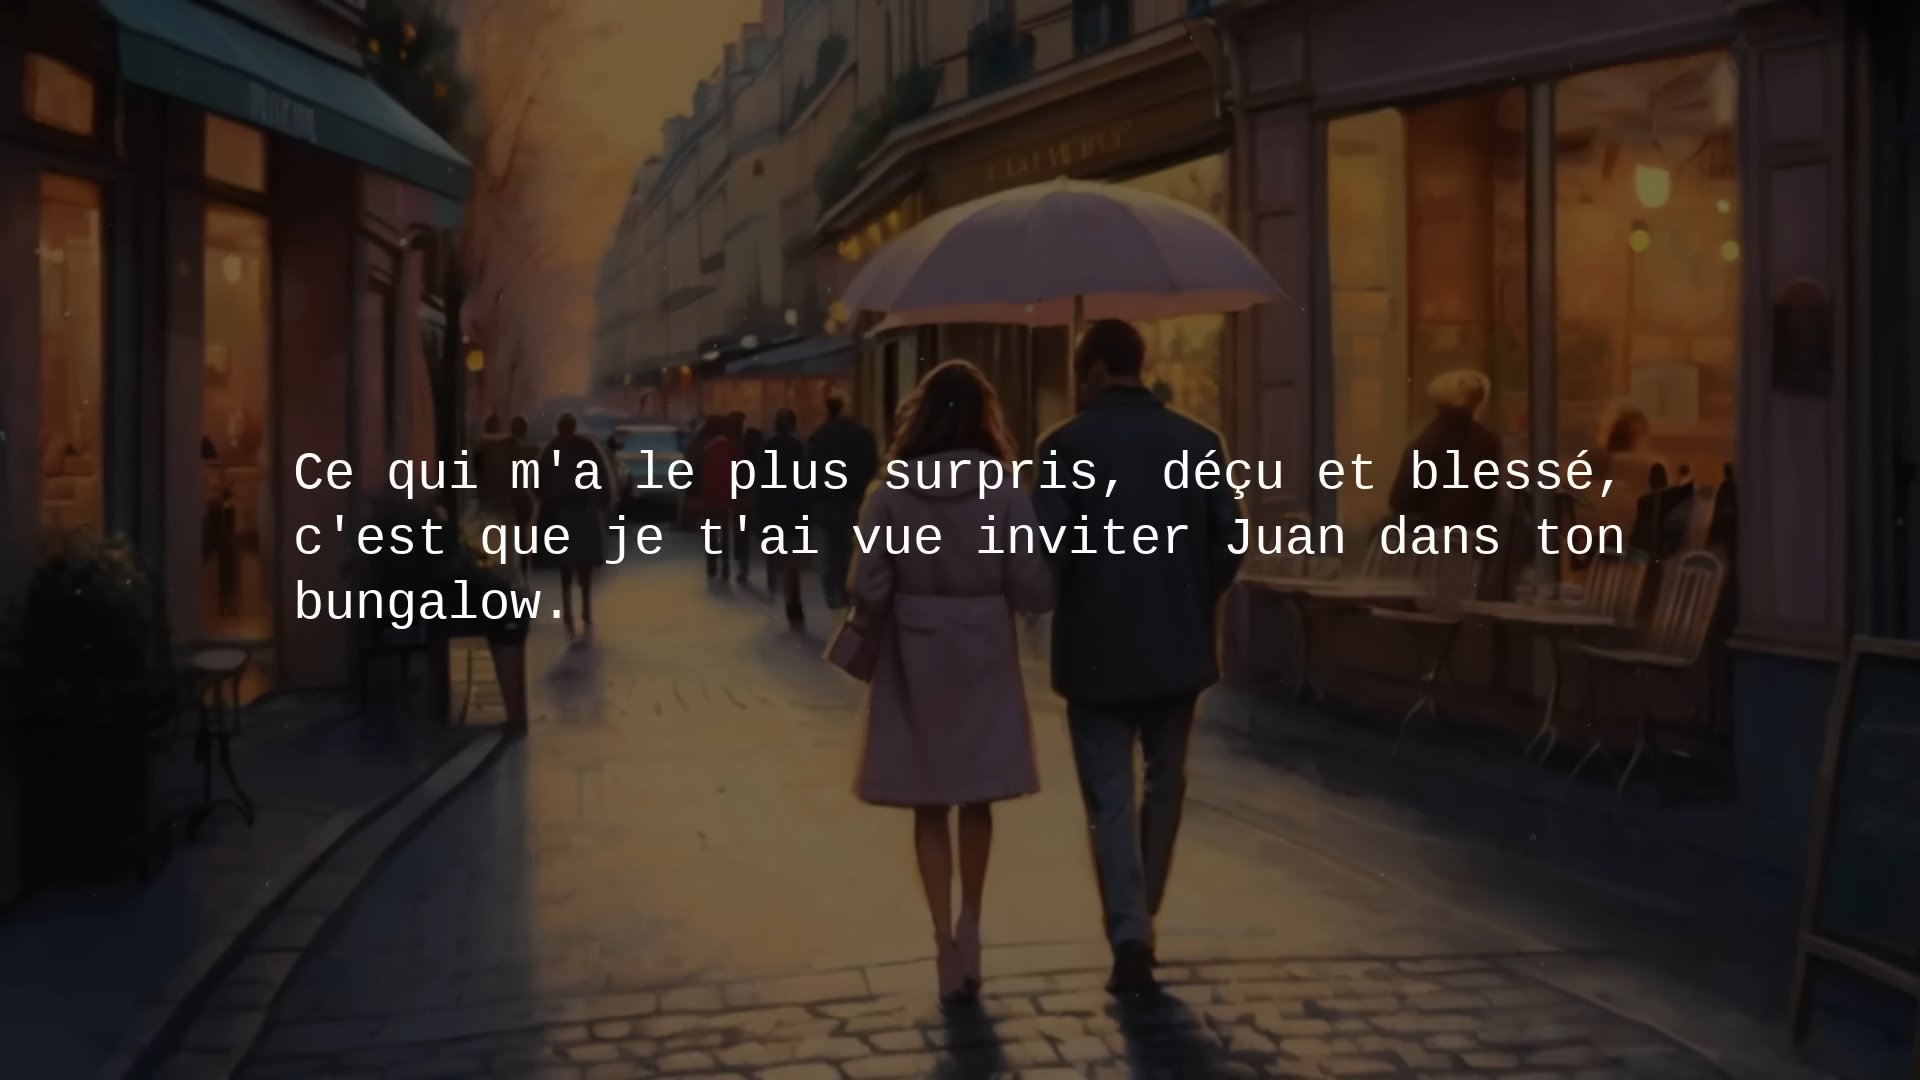 Ce qui m'a le plus surpris, déçu et blessé,
c'est que je t'ai vue inviter Juan dans ton
bungalow.